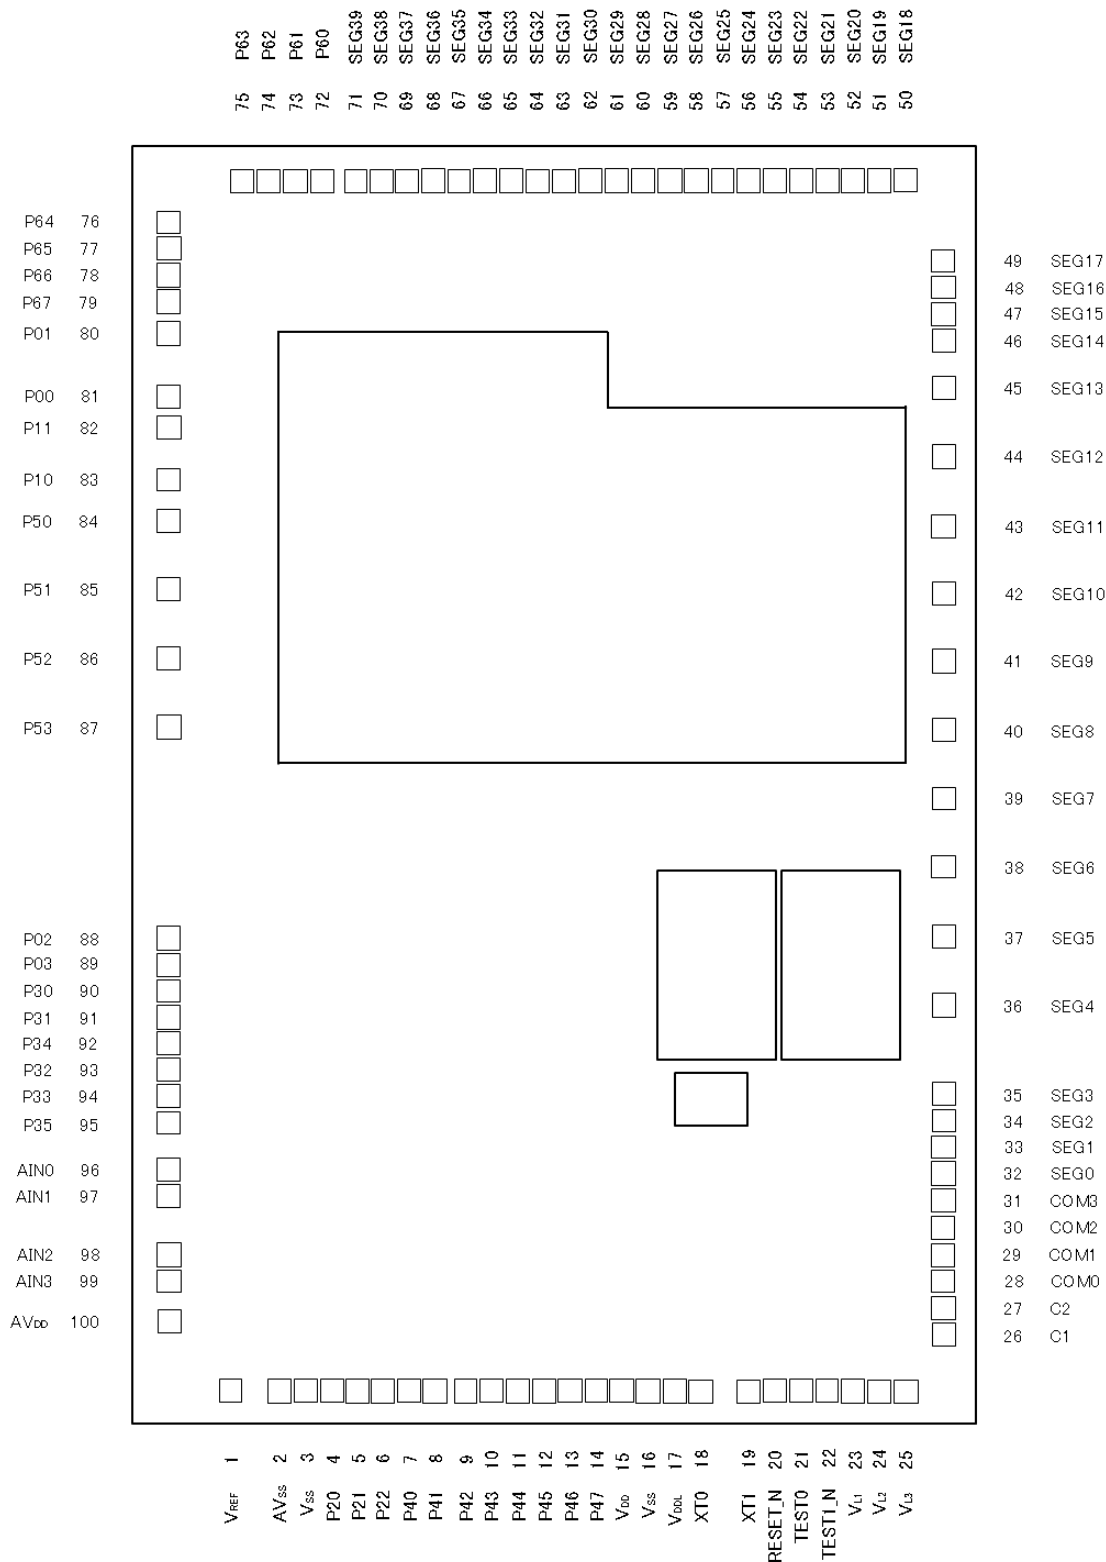 P63 P62 P61 P60 SEG39 SEG38 SEG37 SEG36 SEG35 SEG34 SEG33 SEG32 SEG31 SEG30 SEG29 SEG28 SEG27 SEG26 SEG25 SEG24 SEG23 SEG22 SEG21 SEG20 SEG19 SEG18
75 74 73 72 71 70 69 68 67 66 65 64 63 62 61 60 59 58 57 56 55 54 53 52 51 50
P64 76
P65 77
P66 78
P67 79
P01 80
P00 81
P11 82
P10 83
P50 84
P51 85
P52 86
P53 87
P02 88
P03 89
P30 90
P31 91
P34 92
P32 93
P33 94
P35 95
AIN0 96
AIN1 97
AIN2 98
AIN3 99
AVDD 100
49 SEG17
48 SEG16
47 SEG15
46 SEG14
45 SEG13
44 SEG12
43 SEG11
42 SEG10
41 SEG9
40 SEG8
39 SEG7
38 SEG6
37 SEG5
36 SEG4
35 SEG3
34 SEG2
33 SEG1
32 SEG0
31 COM3
30 COM2
29 COM1
28 COM0
27 C2
26 C1
1 2 3 4 5 6 7 8 9 10 11 12 13 14 15 16 17 18 19 20 21 22 23 24 25
VREF AVSS VSS P20 P21 P22 P40 P41 P42 P43 P44 P45 P46 P47 VDD VSS VDDL XT0 XT1 RESET_N TEST0 TEST1_N VL1 VL2 VL3